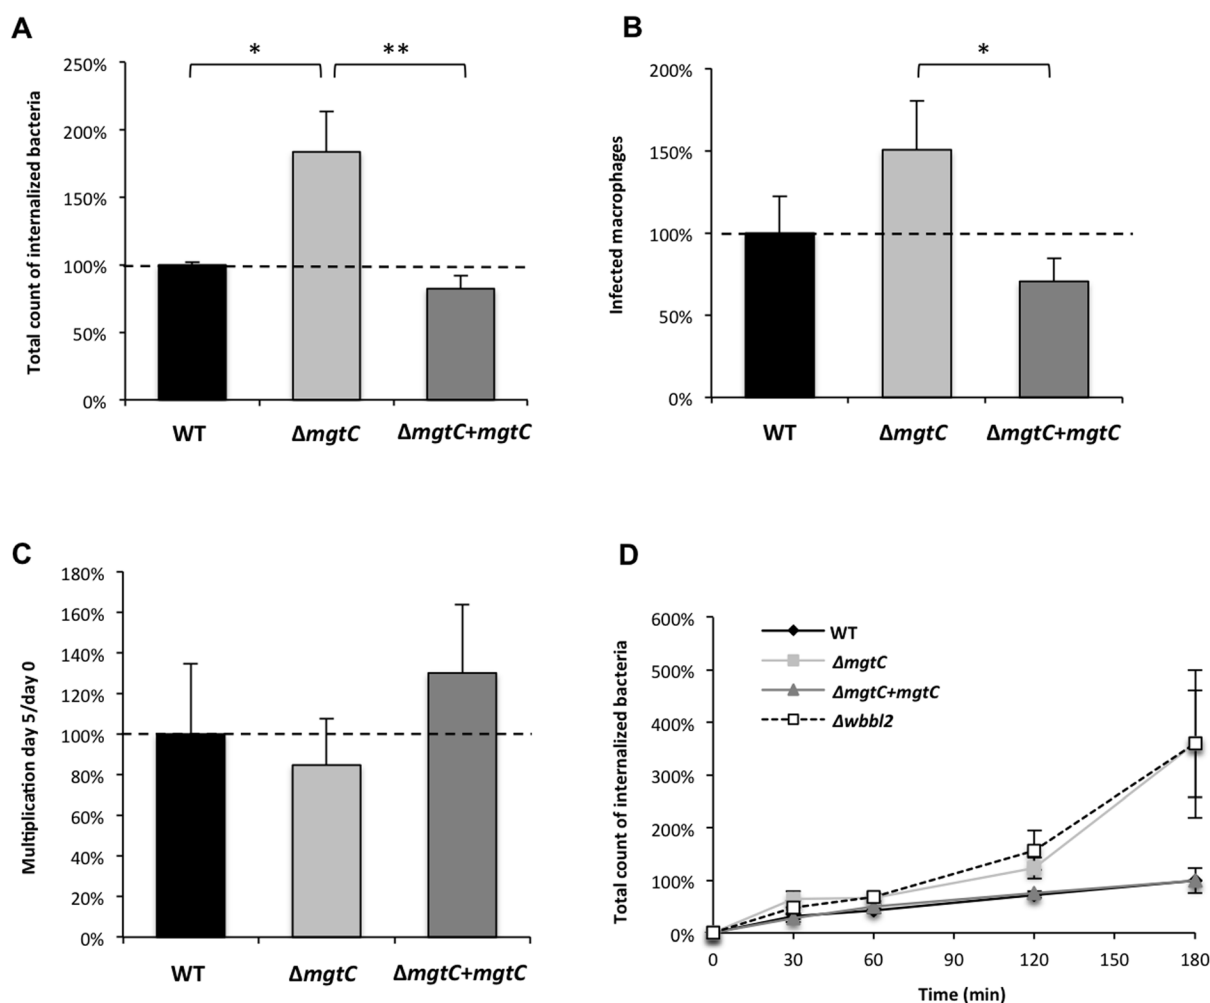 A
* **
Total count of internalized bacteria
250%
200%
150%
100%
50%
0%
WT ΔmgtC ΔmgtC+mgtC
B
*
Infected macrophages
200%
150%
100%
50%
0%
WT ΔmgtC ΔmgtC+mgtC
C
Multiplication day 5/day 0
180%
160%
140%
120%
100%
80%
60%
40%
20%
0%
WT ΔmgtC ΔmgtC+mgtC
D
Total count of internalized bacteria
600%
500%
400%
300%
200%
100%
0%
WT
ΔmgtC
ΔmgtC+mgtC
Δwbbl2
0 30 60 90 120 150 180
Time (min)